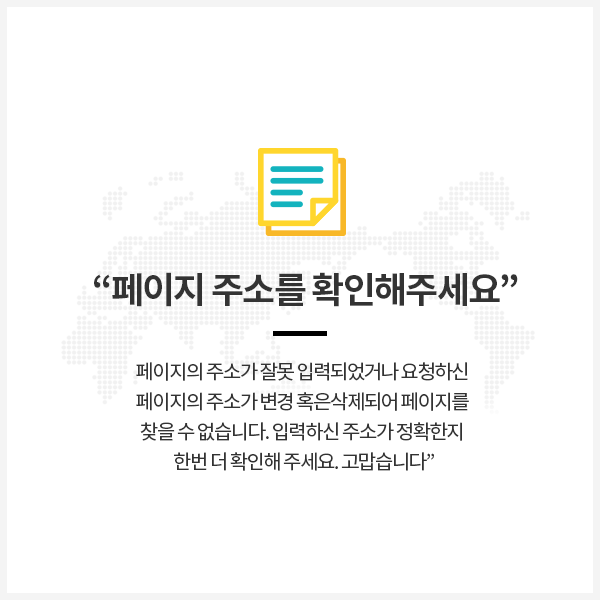 “페이지 주소를 확인해주세요”
페이지의 주소가 잘못 입력되었거나 요청하신
페이지의 주소가 변경 혹은삭제되어 페이지를
찾을 수 없습니다. 입력하신 주소가 정확한지
한번 더 확인해 주세요. 고맙습니다”